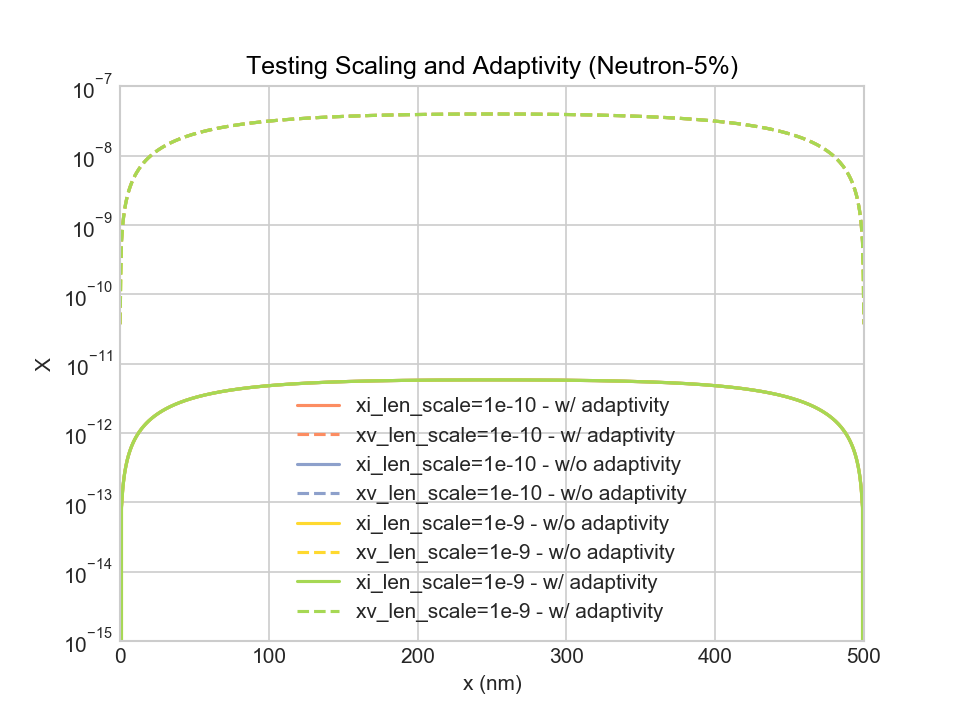 Testing Scaling and Adaptivity (Neutron-5%)
10⁻⁷
10⁻⁸
10⁻⁹
10⁻¹⁰
10⁻¹¹
X
10⁻¹²
10⁻¹³
10⁻¹⁴
10⁻¹⁵
xi_len_scale=1e-10 - w/ adaptivity
xv_len_scale=1e-10 - w/ adaptivity
xi_len_scale=1e-10 - w/o adaptivity
xv_len_scale=1e-10 - w/o adaptivity
xi_len_scale=1e-9 - w/o adaptivity
xv_len_scale=1e-9 - w/o adaptivity
xi_len_scale=1e-9 - w/ adaptivity
xv_len_scale=1e-9 - w/ adaptivity
0 100 200 300 400 500
x (nm)